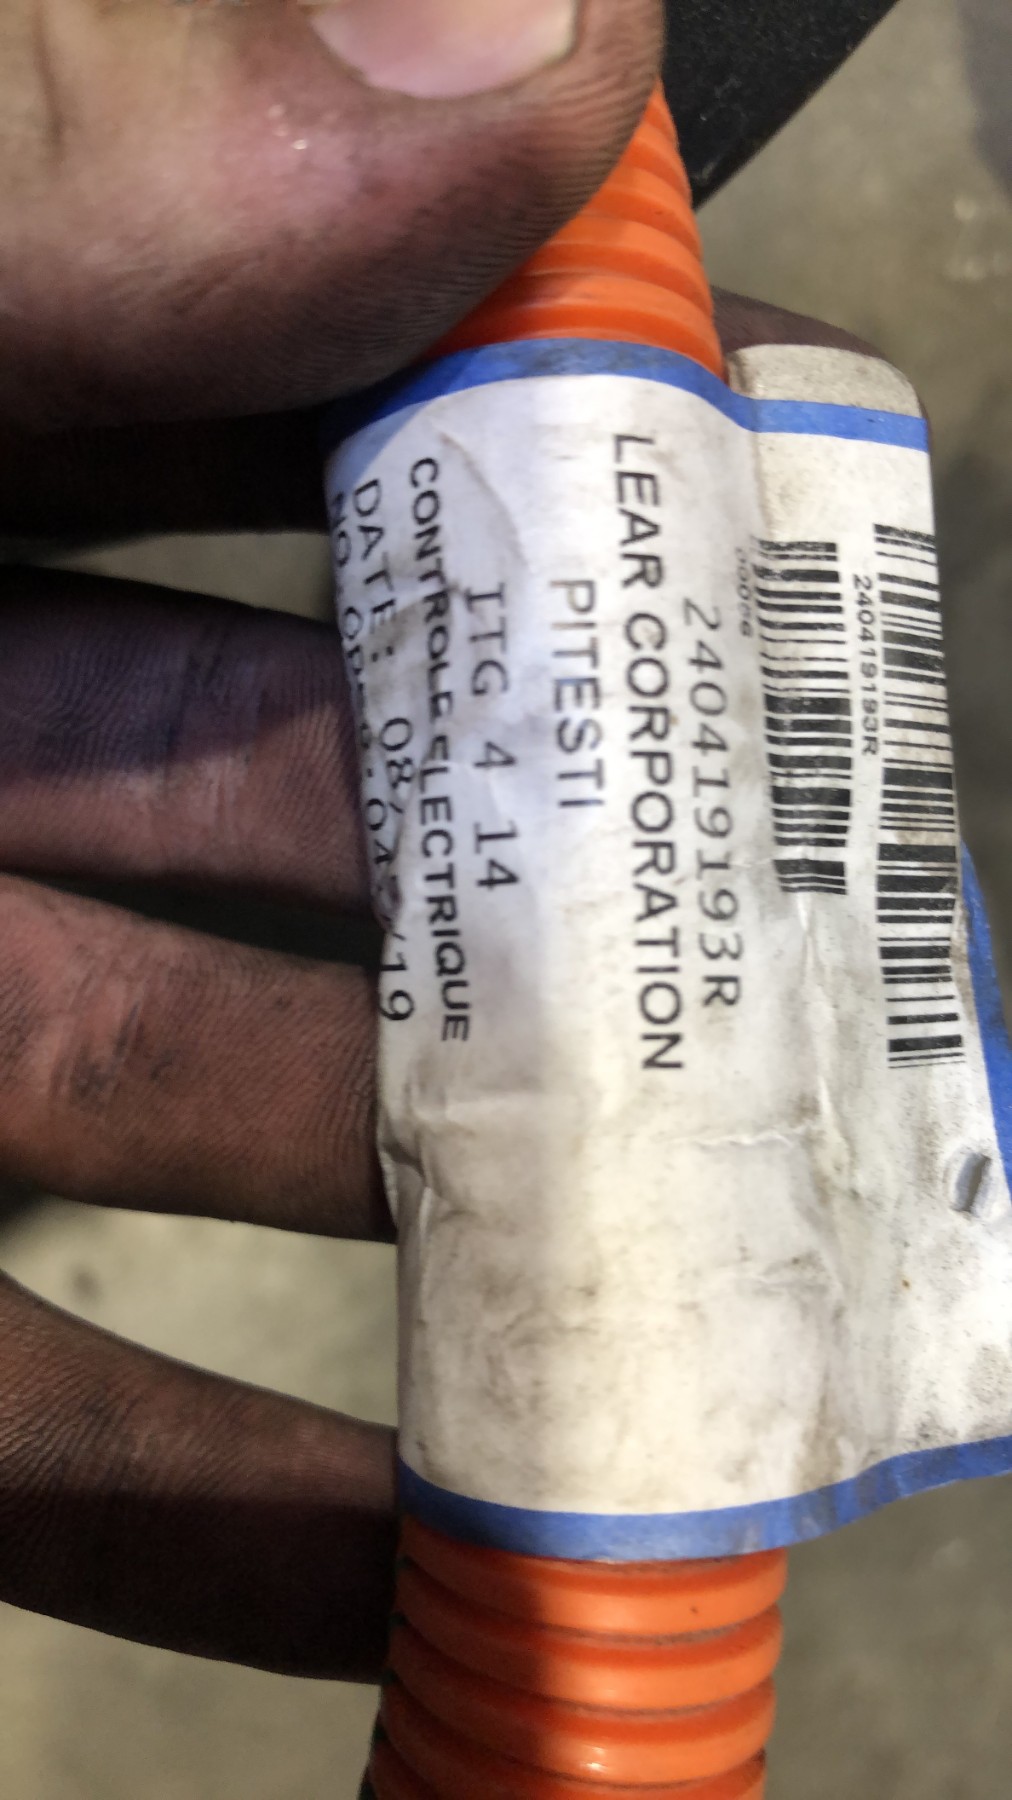 240419193R
240419193R
LEAR CORPORATION
PITESTI
ITG 4 14
CONTROLE ELECTRIQUE
DATE: 08/ /19